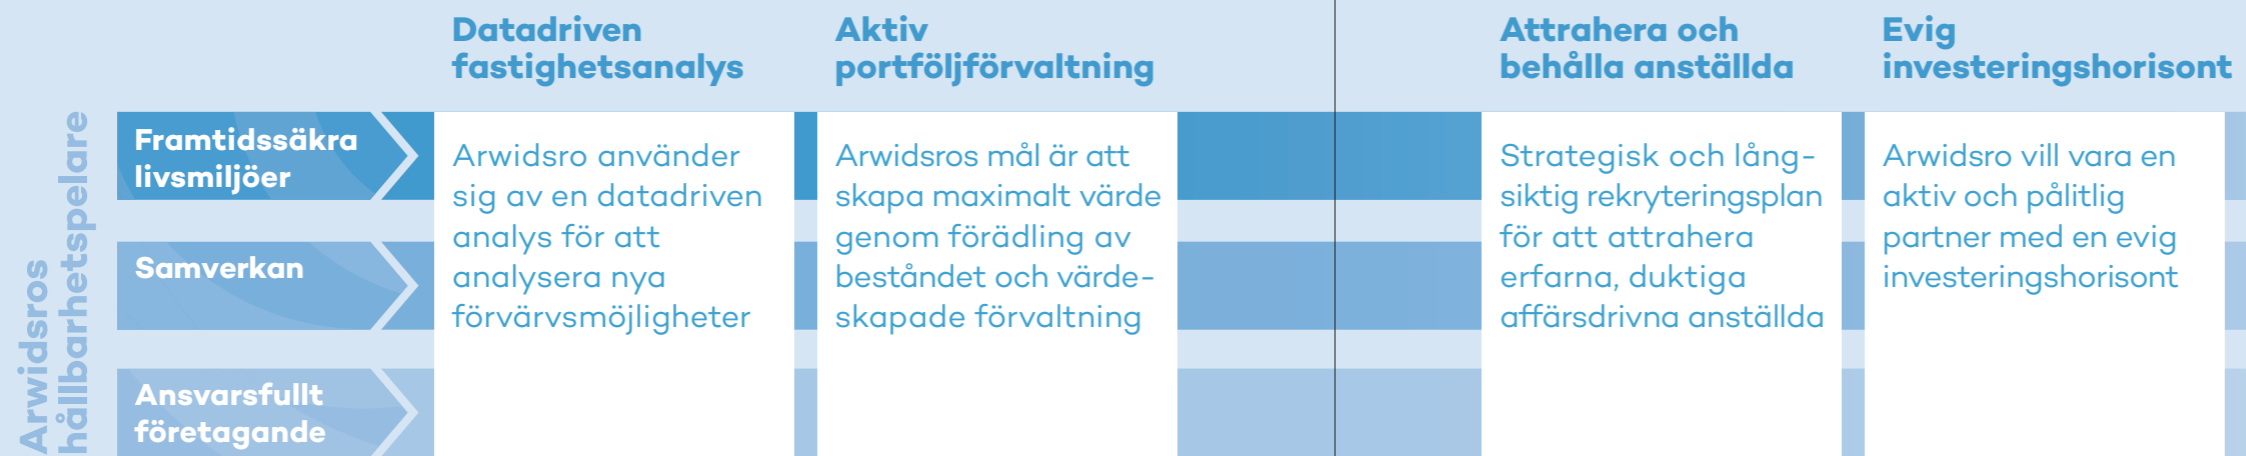 Datadriven
fastighetsanalys
Aktiv
portföljförvaltning
Attrahera och
behålla anställda
Evig
investeringshorisont
Arwidsros
hållbarhetspelare
Framtidssäkra
livsmiljöer
Samverkan
Ansvarsfullt
företagande
Arwidsro använder
sig av en datadriven
analys för att
analysera nya
förvärvsmöjligheter
Arwidsros mål är att
skapa maximalt värde
genom förädling av
beståndet och värde-
skapade förvaltning
Strategisk och lång-
siktig rekryteringsplan
för att attrahera
erfarna, duktiga
affärsdrivna anställda
Arwidsro vill vara en
aktiv och pålitlig
partner med en evig
investeringshorisont